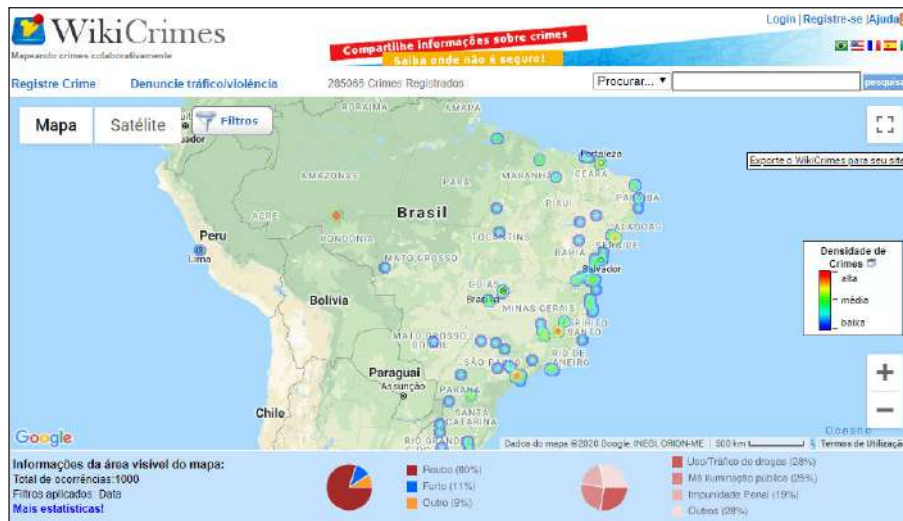 WikiCrimes
Mapeando crimes colaborativamente
Compartilhe informações sobre crimes
Saiba onde não é seguro!
Login | Registre-se | Ajuda
Registre Crime
Denuncie tráfico/violência
285065 Crimes Registrados
Procurar...
pesquisa
Mapa
Satélite
Filtros
Exporte o WikiCrimes para seu site
RORAIMA
AMAPÁ
AMAZONAS
PARÁ
MARANHÃO
CEARÁ
Fortaleza
PARAÍBA
PIAUÍ
ACRE
Brasil
ALAGOAS
SERGIPE
RONDÔNIA
TOCANTINS
BAHIA
Peru
Lima
MATO GROSSO
Salvador
GOIÁS
Bolívia
MINAS GERAIS
ESPÍRITO
SANTO
MATO GROSSO
RIO DE
JANEIRO
SÃO PAULO
Paraguai
Assunção
PARANÁ
Chile
SANTA
CATARINA
Densidade de
Crimes
alta
média
baixa
Google
Dados do mapa ©2020 Google, INEGI, ORION-ME
500 km
Termos de Utilização
Informações da área visível do mapa:
Total de ocorrências:1000
Filtros aplicados: Data
Mais estatísticas!
Roubo (80%)
Furto (11%)
Outro (9%)
Uso/Tráfico de drogas (28%)
Má iluminação pública (25%)
Impunidade Penal (19%)
Outros (28%)